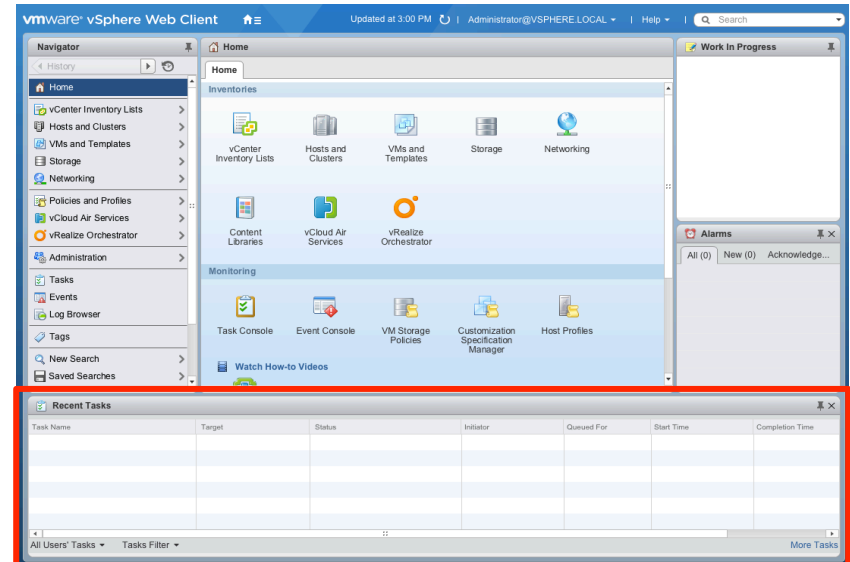 vmware® vSphere Web Client
Updated at 3:00 PM | Administrator@VSPHERE.LOCAL | Help | Search
Navigator
History
Home
vCenter Inventory Lists
Hosts and Clusters
VMs and Templates
Storage
Networking
Policies and Profiles
vCloud Air Services
vRealize Orchestrator
Administration
Tasks
Events
Log Browser
Tags
New Search
Saved Searches
Home
Home
Inventories
vCenter
Inventory Lists
Hosts and
Clusters
VMs and
Templates
Storage
Networking
Content
Libraries
vCloud Air
Services
vRealize
Orchestrator
Monitoring
Task Console
Event Console
VM Storage
Policies
Customization
Specification
Manager
Host Profiles
Watch How-to Videos
Work In Progress
Alarms
All (0) New (0) Acknowledge...
Recent Tasks
Task Name Target Status Initiator Queued For Start Time Completion Time
All Users' Tasks Tasks Filter More Tasks